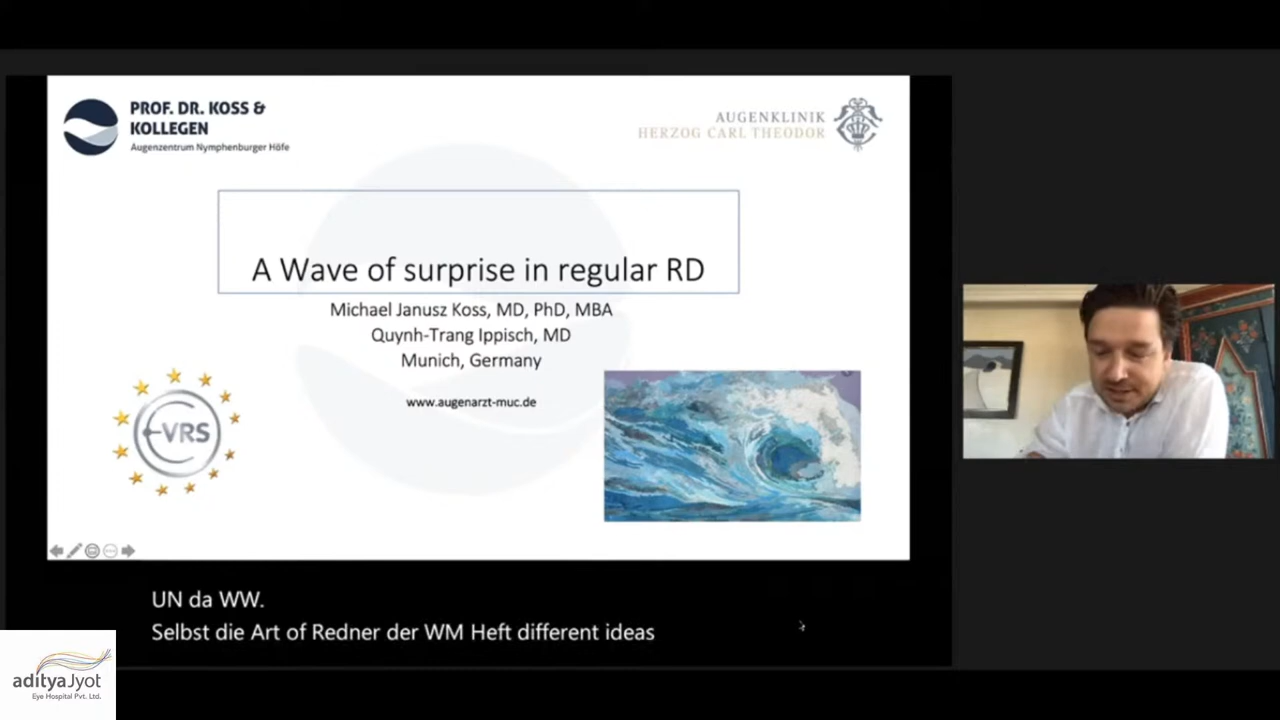 PROF. DR. KOSS &
KOLLEGEN
Augenzentrum Nymphenburger Höfe
AUGENKLINIK
HERZOG CARL THEODOR
A Wave of surprise in regular RD
Michael Janusz Koss, MD, PhD, MBA
Quynh-Trang Ippisch, MD
Munich, Germany
www.augenarzt-muc.de
EVRS
UN da WW.
Selbst die Art of Redner der WM Heft different ideas
adityaJyot
Eye Hospital Pvt. Ltd.